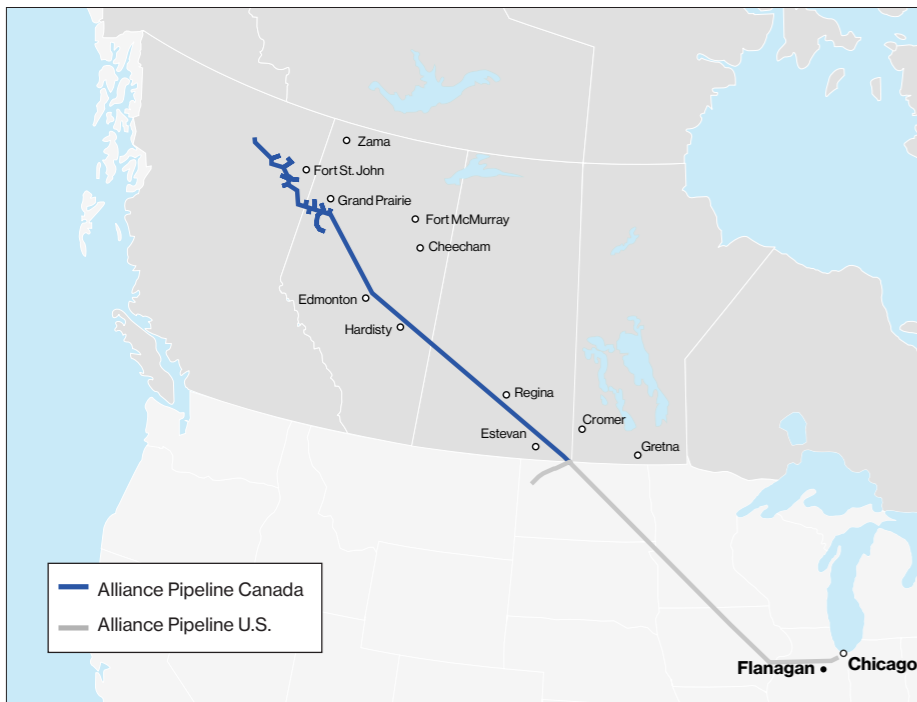 Zama
Fort St. John
Grand Prairie
Fort McMurray
Cheecham
Edmonton
Hardisty
Regina
Cromer
Estevan
Gretna
Alliance Pipeline Canada
Alliance Pipeline U.S.
Flanagan
Chicago